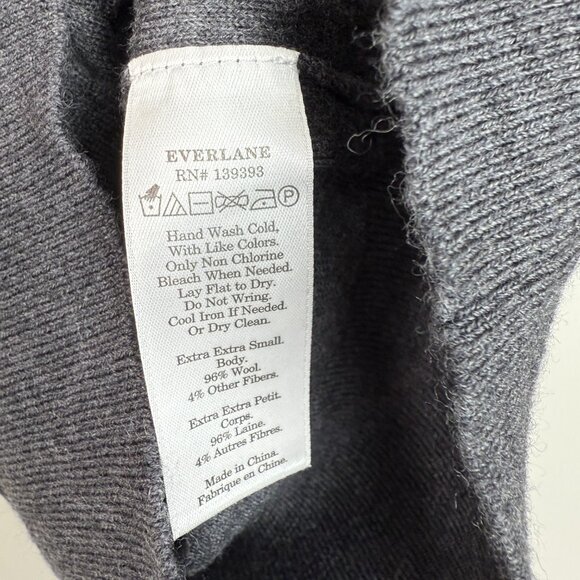 EVERLANE
RN# 139393
Hand Wash Cold,
With Like Colors.
Only Non Chlorine
Bleach When Needed.
Lay Flat to Dry.
Do Not Wring.
Cool Iron If Needed.
Or Dry Clean.
Extra Extra Small.
Body.
96% Wool.
4% Other Fibers.
Extra Extra Petit.
Corps.
96% Laine.
4% Autres Fibres.
Made in China.
Fabrique en Chine.